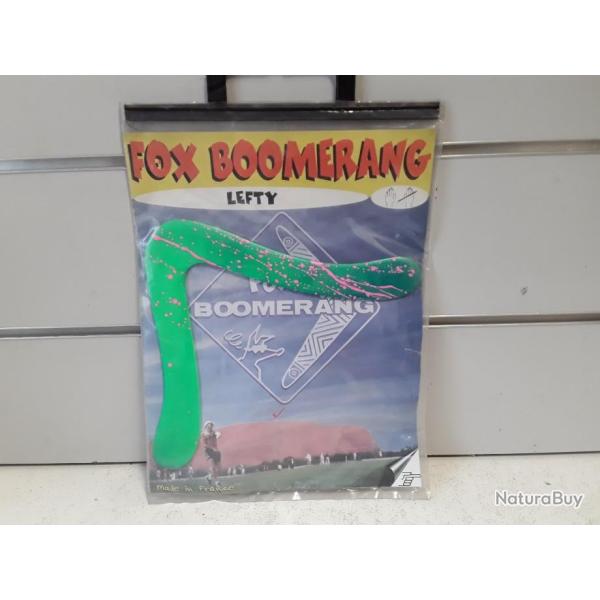 FOX BOOMERANG
LEFTY
BOOMERANG
Made in France
NaturaBuy